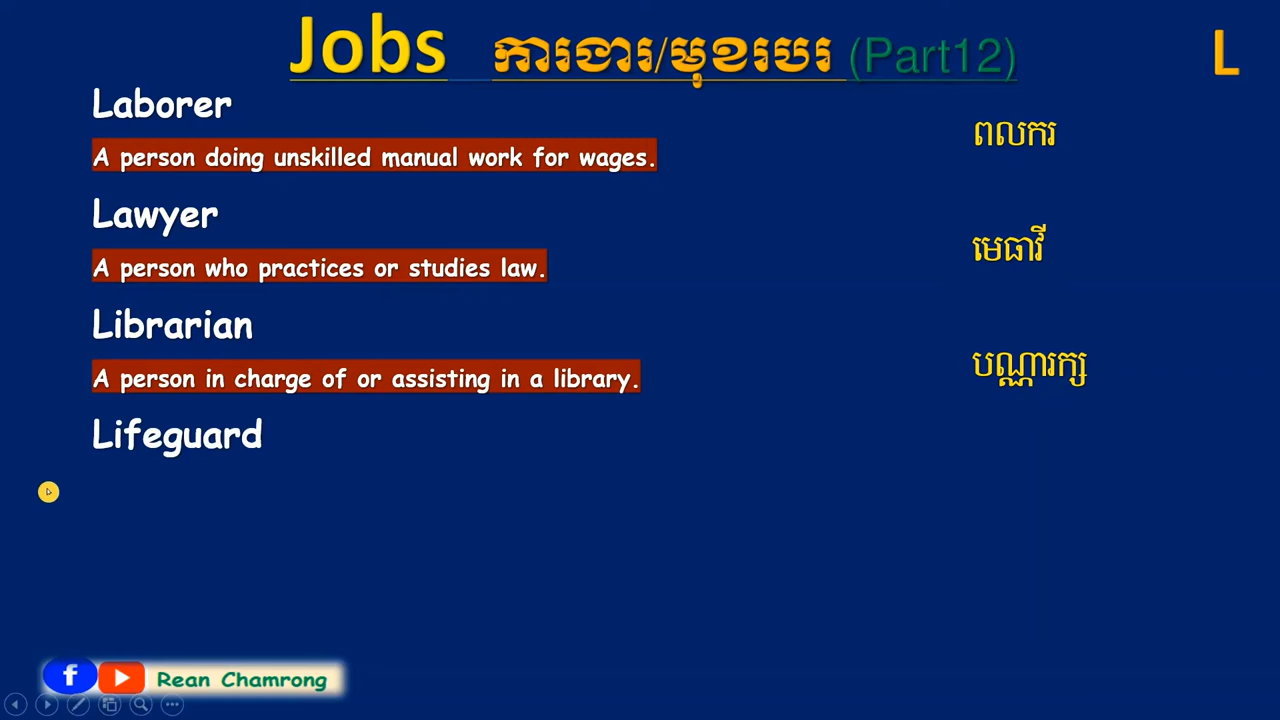 Jobs ការងារ/មុខរបរ (Part12) L
Laborer
ពលករ
A person doing unskilled manual work for wages.
Lawyer
មេធាវី
A person who practices or studies law.
Librarian
បណ្ណារក្ស
A person in charge of or assisting in a library.
Lifeguard
f Rean Chamrong